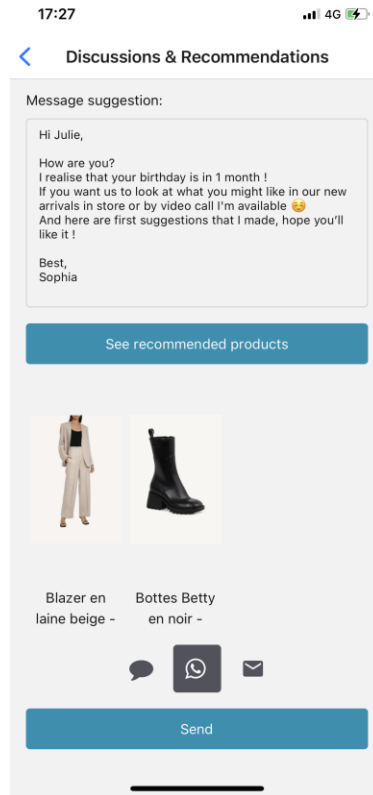 17:27 4G
Discussions & Recommendations
Message suggestion:
Hi Julie,
How are you?
I realise that your birthday is in 1 month !
If you want us to look at what you might like in our new
arrivals in store or by video call I'm available ☺️
And here are first suggestions that I made, hope you’ll
like it !
Best,
Sophia
See recommended products
Blazer en
laine beige -
Bottes Betty
en noir -
Send